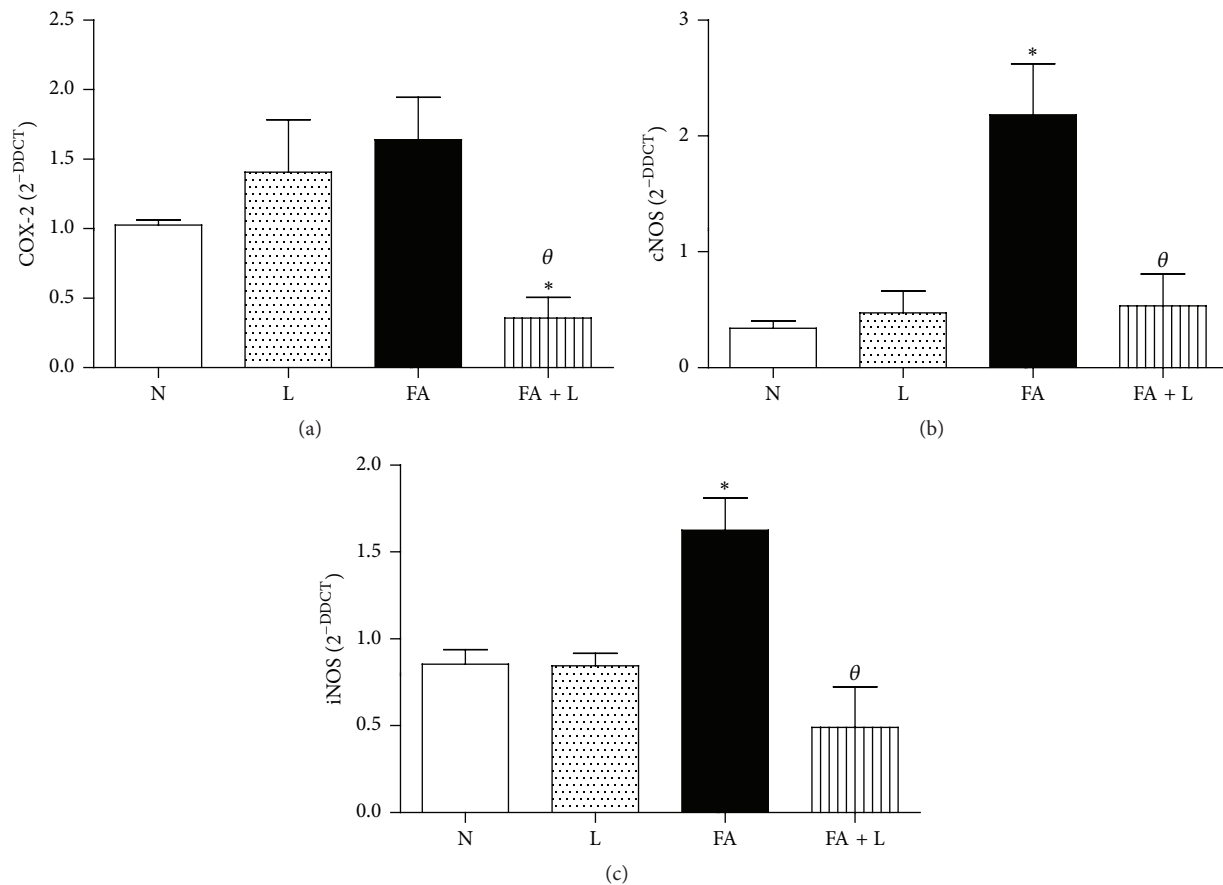 2.5
2.0
1.5
1.0
0.5
0.0
COX-2 (2^−DDCT)
θ
*
N L FA FA + L
(a)
3
2
1
0
cNOS (2^−DDCT)
*
θ
N L FA FA + L
(b)
2.0
1.5
1.0
0.5
0.0
iNOS (2^−DDCT)
*
θ
N L FA FA + L
(c)